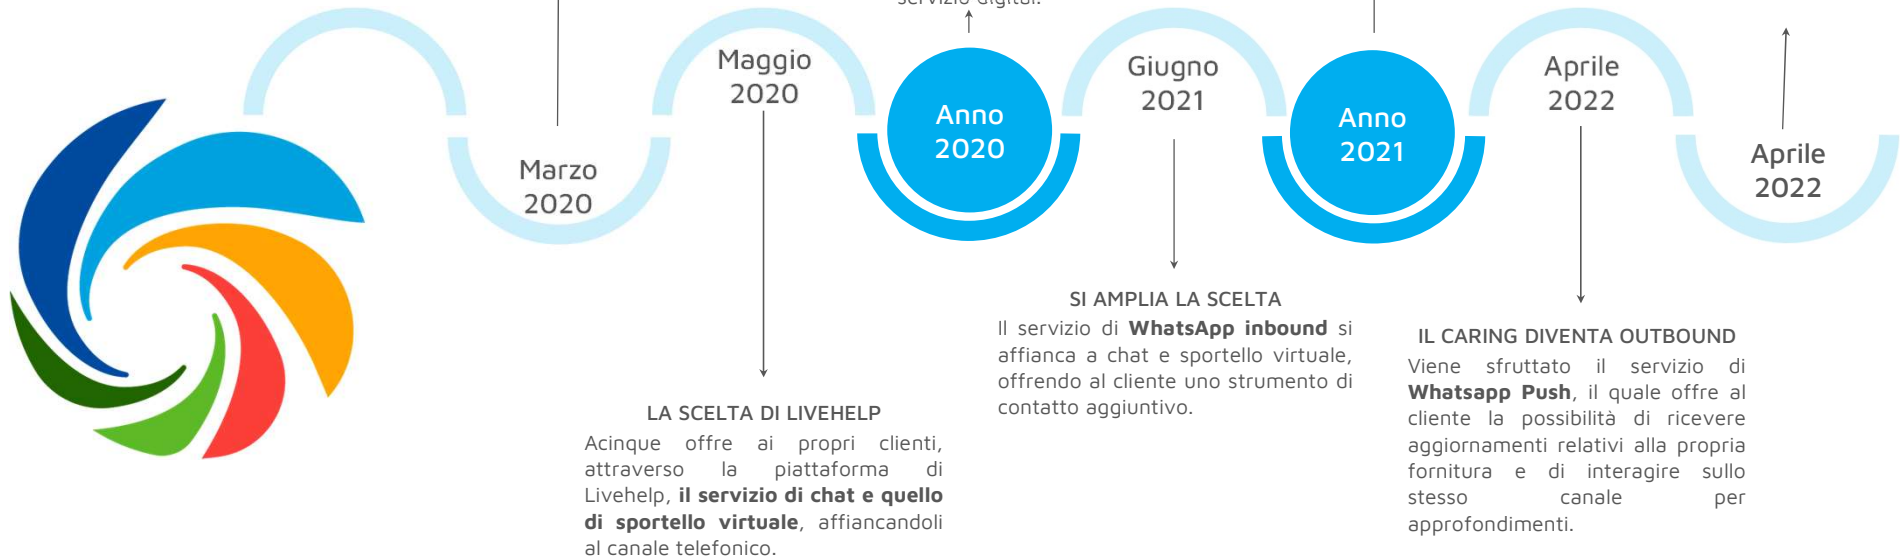 servizio digital.
Marzo
2020
Maggio
2020
Anno
2020
Giugno
2021
Anno
2021
Aprile
2022
Aprile
2022
LA SCELTA DI LIVEHELP
Acinque offre ai propri clienti,
attraverso la piattaforma di
Livehelp, il servizio di chat e quello
di sportello virtuale, affiancandoli
al canale telefonico.
SI AMPLIA LA SCELTA
Il servizio di WhatsApp inbound si
affianca a chat e sportello virtuale,
offrendo al cliente uno strumento di
contatto aggiuntivo.
IL CARING DIVENTA OUTBOUND
Viene sfruttato il servizio di
Whatsapp Push, il quale offre al
cliente la possibilità di ricevere
aggiornamenti relativi alla propria
fornitura e di interagire sullo
stesso canale per
approfondimenti.